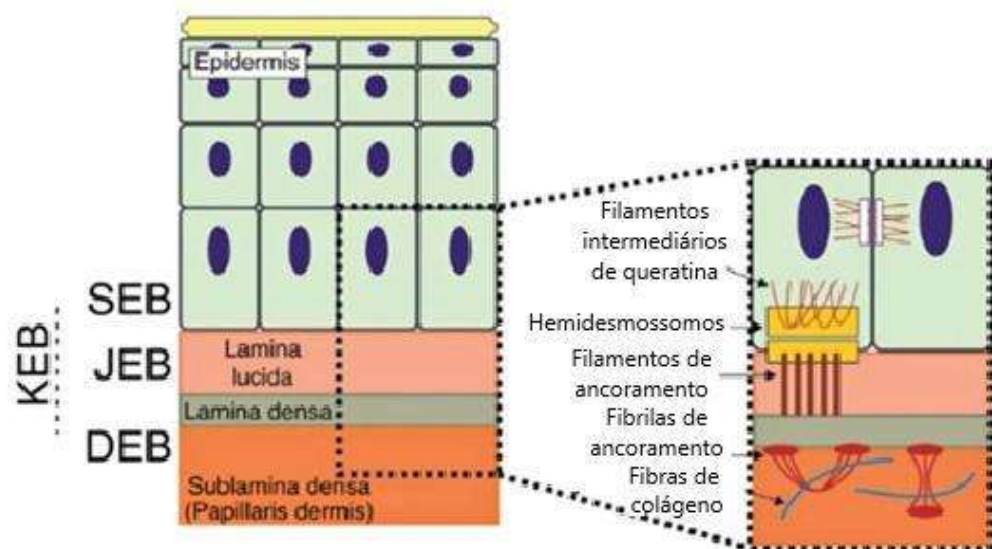 Epidermis
SEB
KEB
JEB
DEB
Lamina
lucida
Lamina densa
Sublamina densa
(Papillaris dermis)
Filamentos
intermediários
de queratina
Hemidesmossomos
Filamentos de
ancoramento
Fibrilas de
ancoramento
Fibras de
colágeno